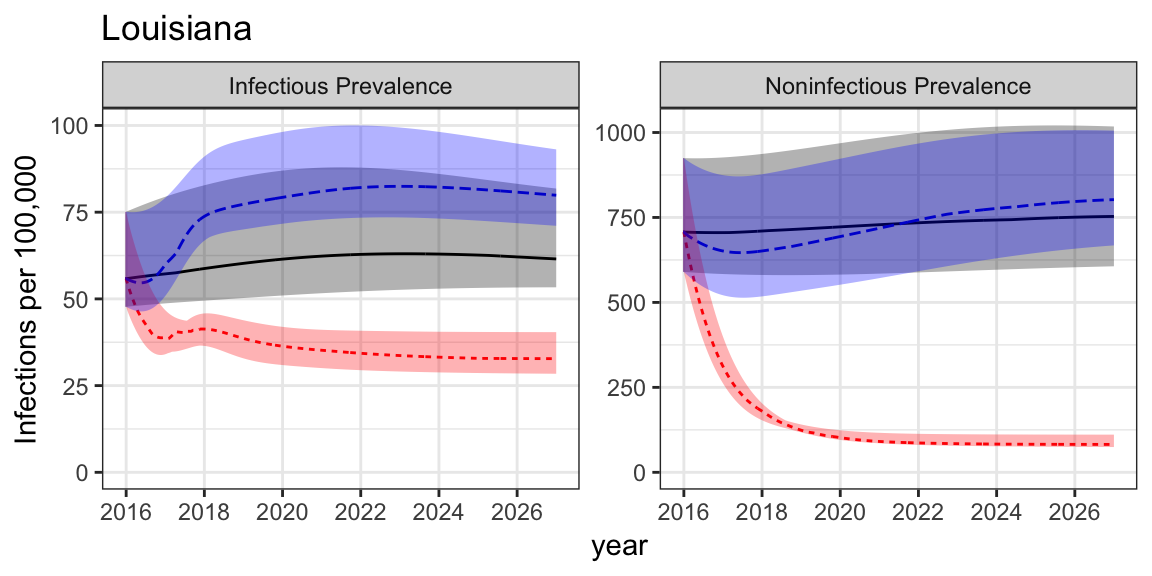 Louisiana
Infectious Prevalence
Noninfectious Prevalence
Infections per 100,000
100
75
50
25
0
1000
750
500
250
0
2016 2018 2020 2022 2024 2026
2016 2018 2020 2022 2024 2026
year